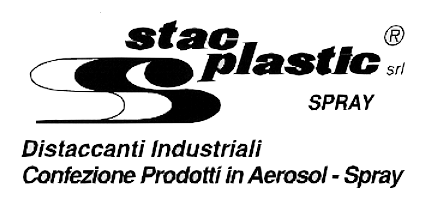 stac
plastic ® srl
SPRAY
Distaccanti Industriali
Confezione Prodotti in Aerosol - Spray